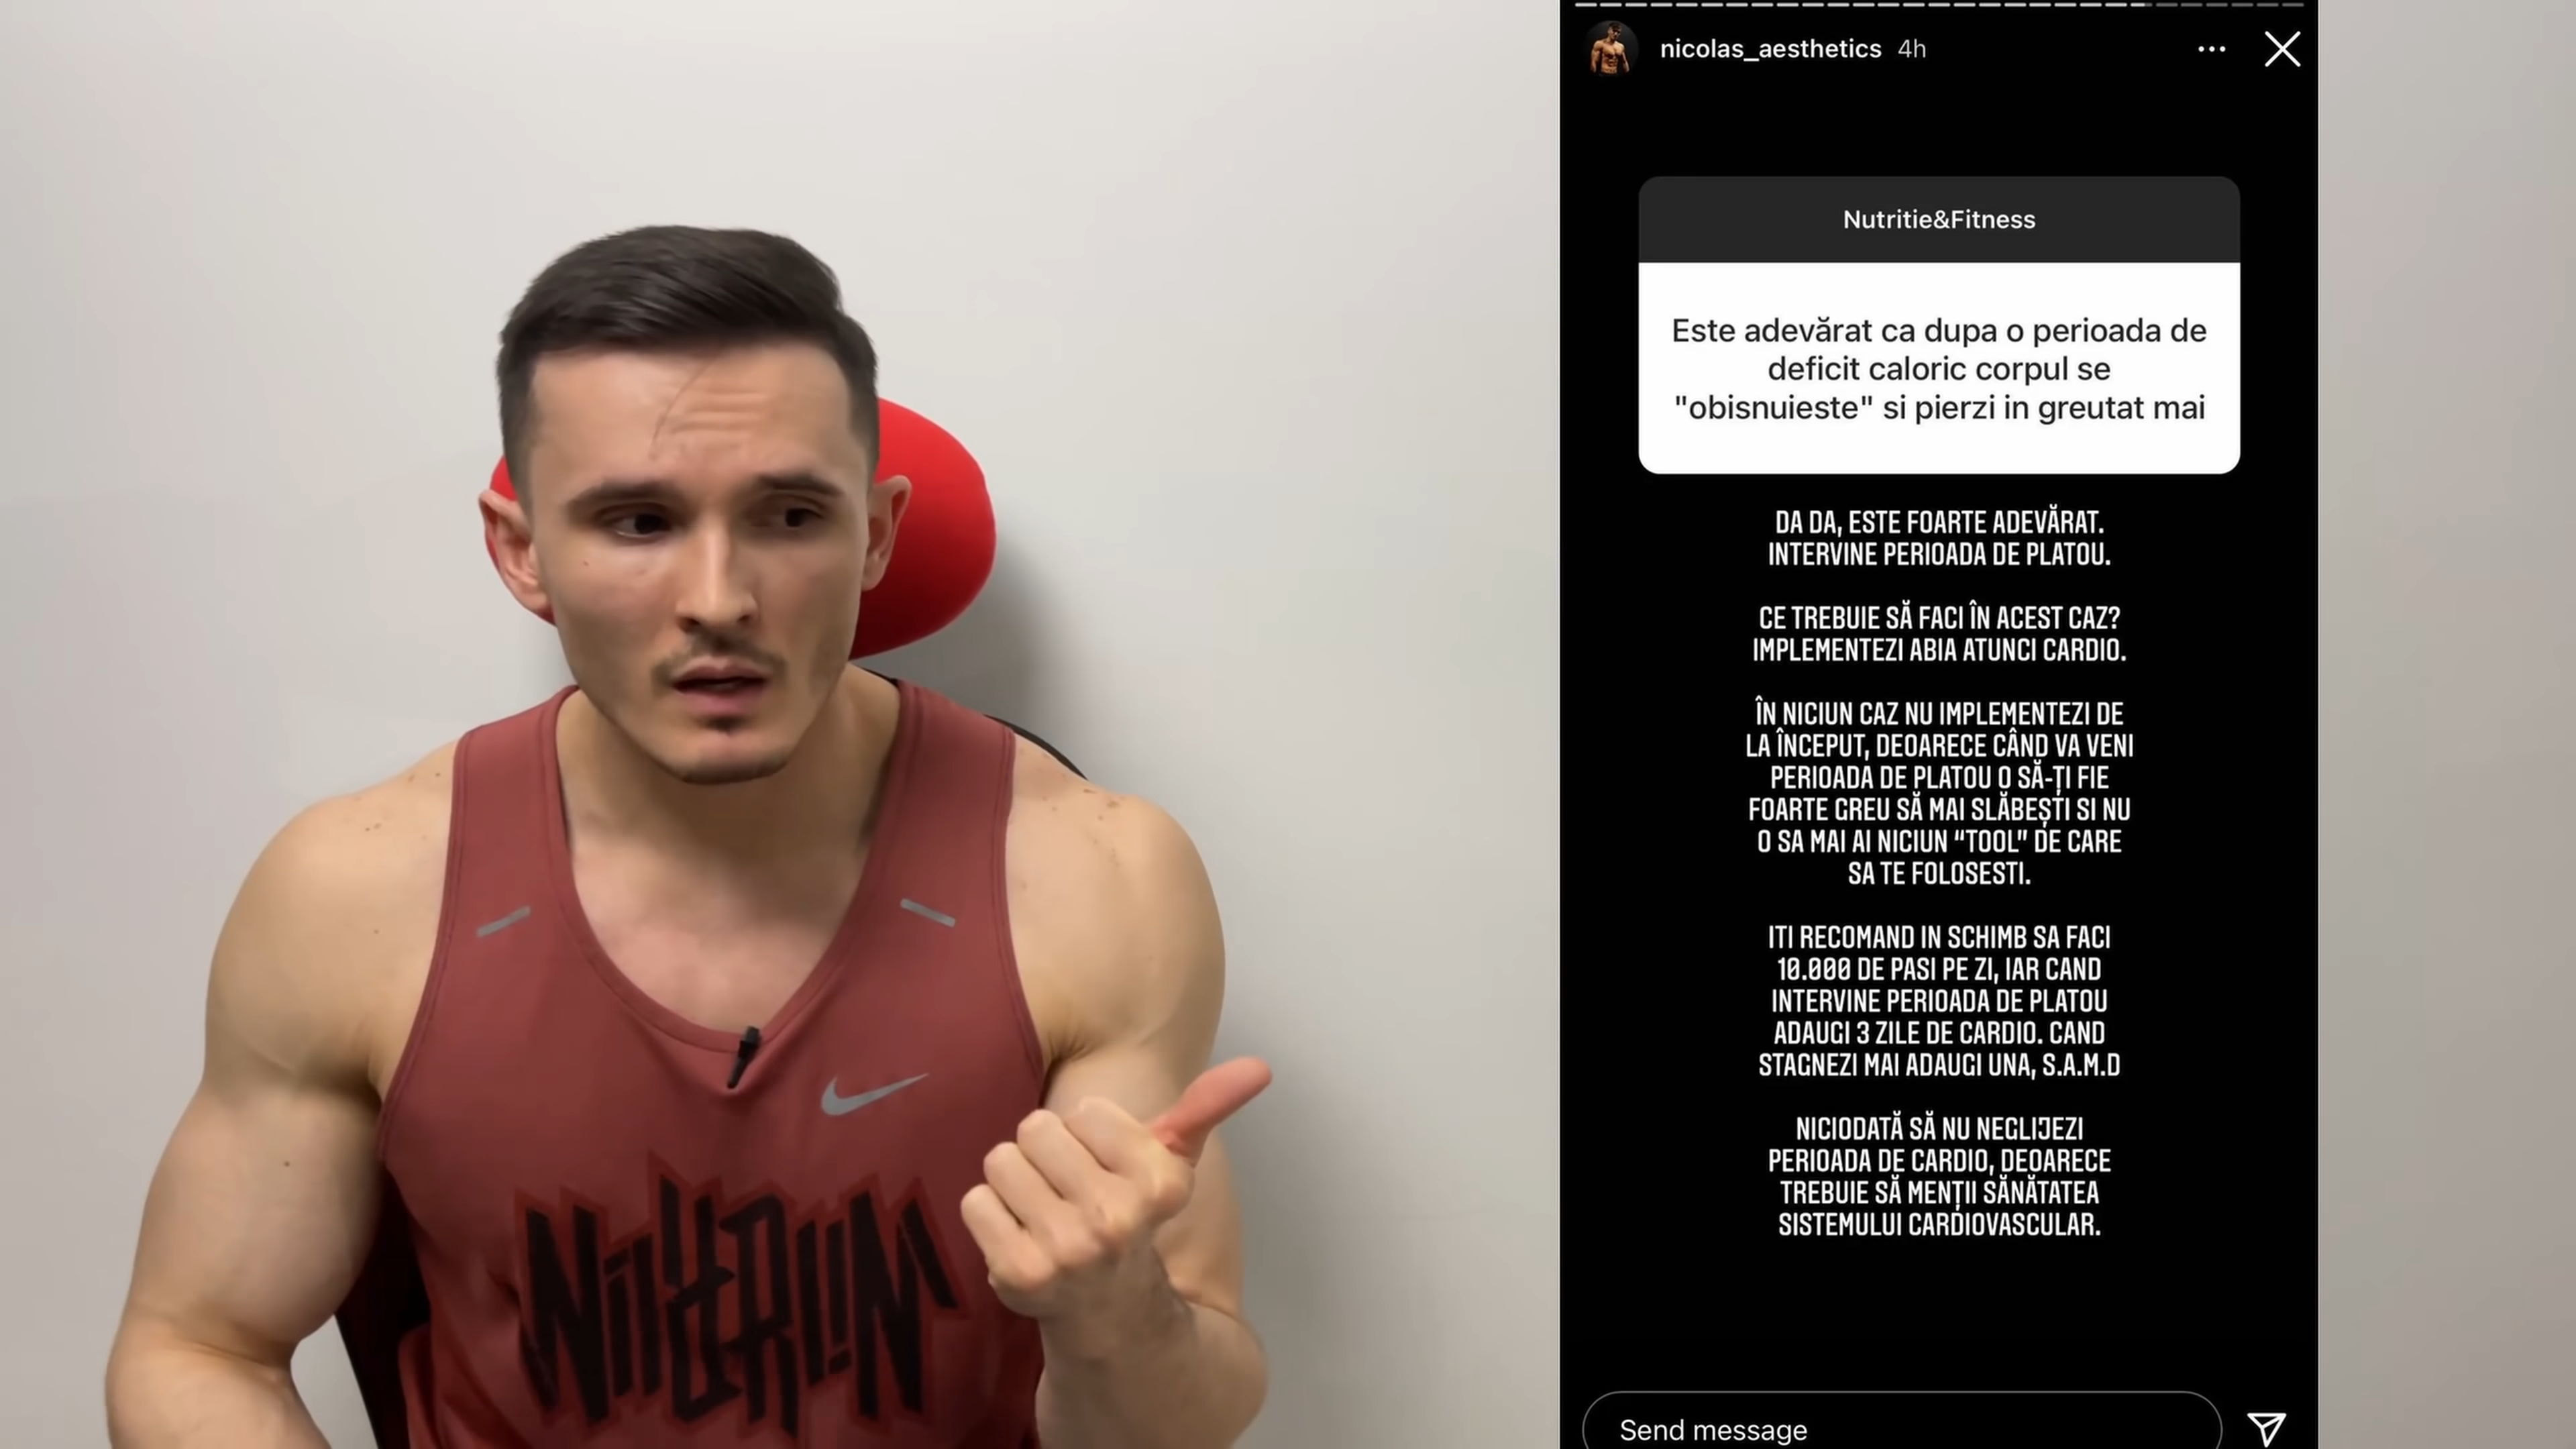 nicolas_aesthetics 4h
Nutritie&Fitness
Este adevărat ca dupa o perioada de
deficit caloric corpul se
"obisnuieste" si pierzi in greutat mai
DA DA, ESTE FOARTE ADEVĂRAT.
INTERVINE PERIOADA DE PLATOU.
CE TREBUIE SĂ FACI ÎN ACEST CAZ?
IMPLEMENTEZI ABIA ATUNCI CARDIO.
ÎN NICIUN CAZ NU IMPLEMENTEZI DE
LA ÎNCEPUT, DEOARECE CÂND VA VENI
PERIOADA DE PLATOU O SĂ-ȚI FIE
FOARTE GREU SĂ MAI SLĂBEȘTI SI NU
O SA MAI AI NICIUN “TOOL” DE CARE
SA TE FOLOSESTI.
ITI RECOMAND IN SCHIMB SA FACI
10.000 DE PASI PE ZI, IAR CAND
INTERVINE PERIOADA DE PLATOU
ADAUGI 3 ZILE DE CARDIO. CAND
STAGNEZI MAI ADAUGI UNA, S.A.M.D
NICIODATĂ SĂ NU NEGLIJEZI
PERIOADA DE CARDIO, DEOARECE
TREBUIE SĂ MENȚII SĂNĂTATEA
SISTEMULUI CARDIOVASCULAR.
Send message